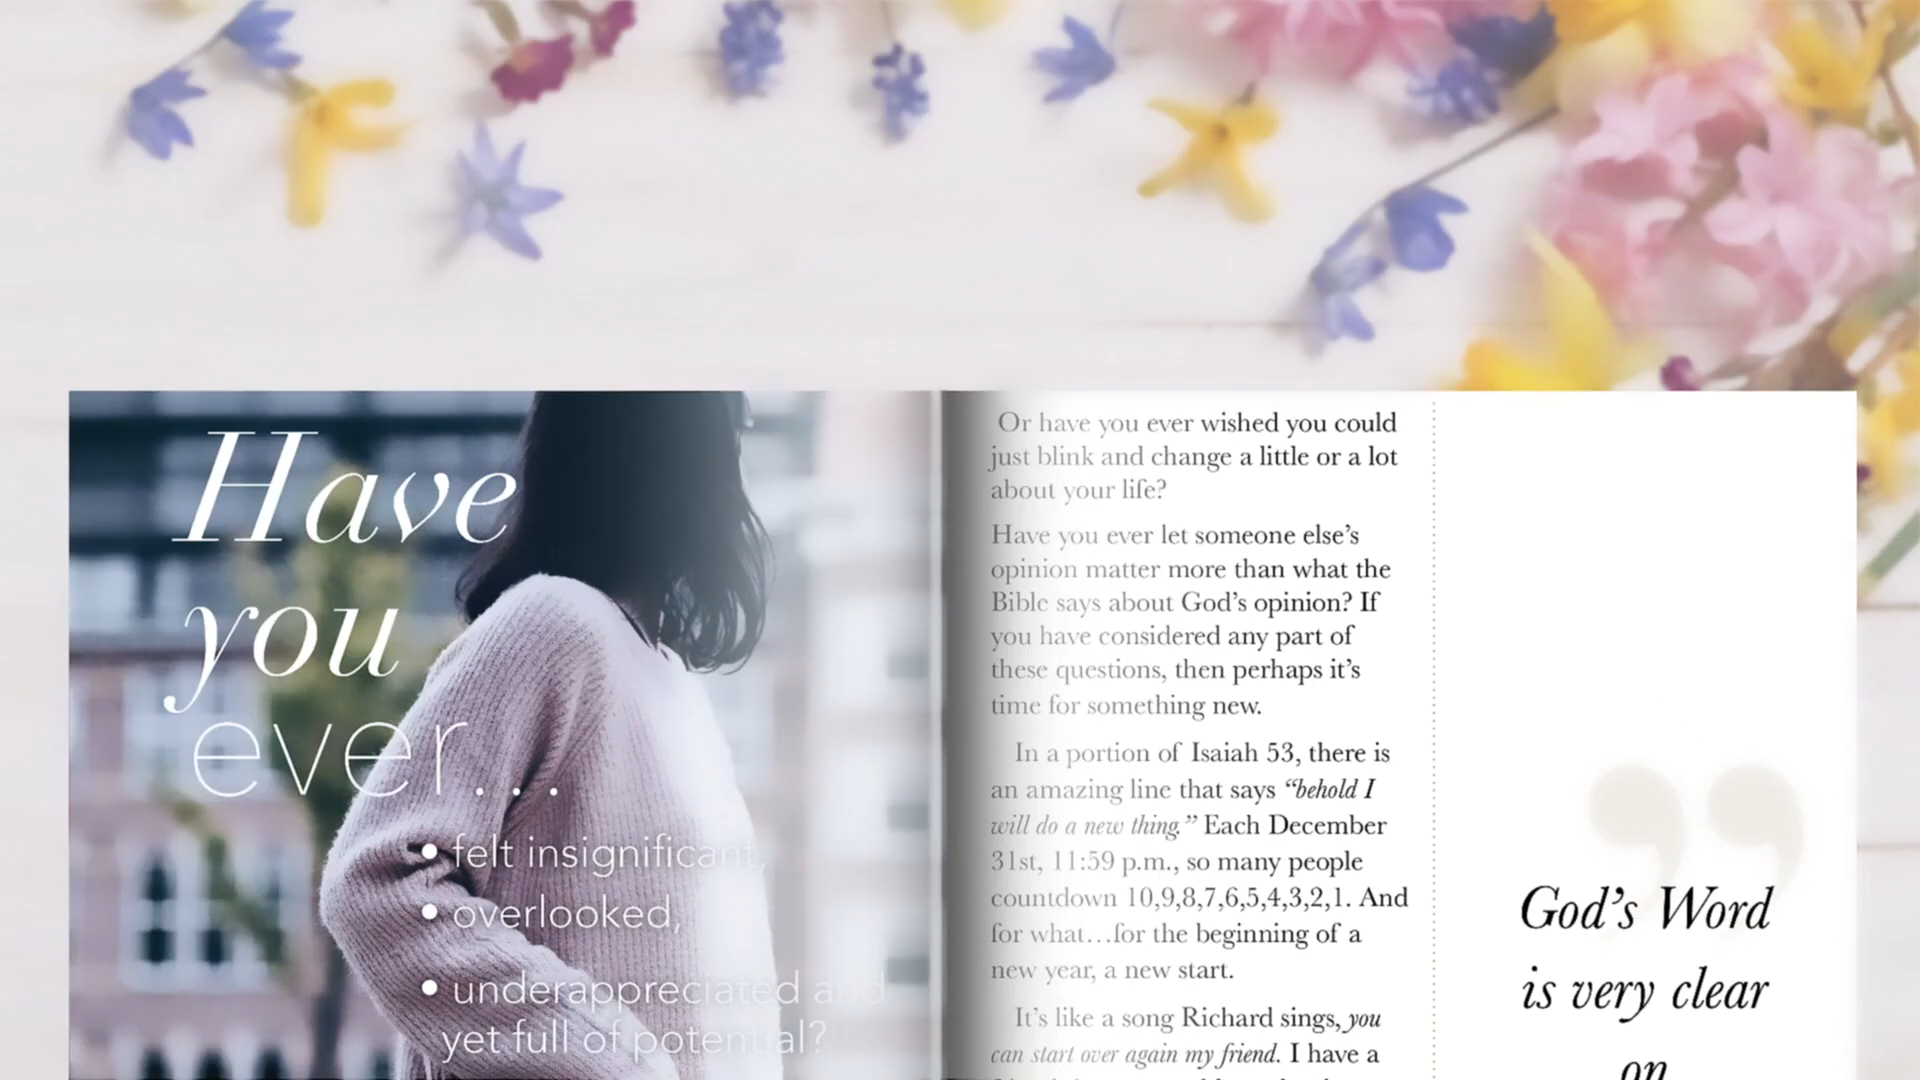 Have
you
ever...
• felt insignificant,
• overlooked,
• underappreciated and
yet full of potential?
Or have you ever wished you could
just blink and change a little or a lot
about your life?
Have you ever let someone else’s
opinion matter more than what the
Bible says about God’s opinion? If
you have considered any part of
these questions, then perhaps it’s
time for something new.
In a portion of Isaiah 53, there is
an amazing line that says “behold I
will do a new thing.” Each December
31st, 11:59 p.m., so many people
countdown 10,9,8,7,6,5,4,3,2,1. And
for what…for the beginning of a
new year, a new start.
It’s like a song Richard sings, you
can start over again my friend. I have a
”
God’s Word
is very clear
on